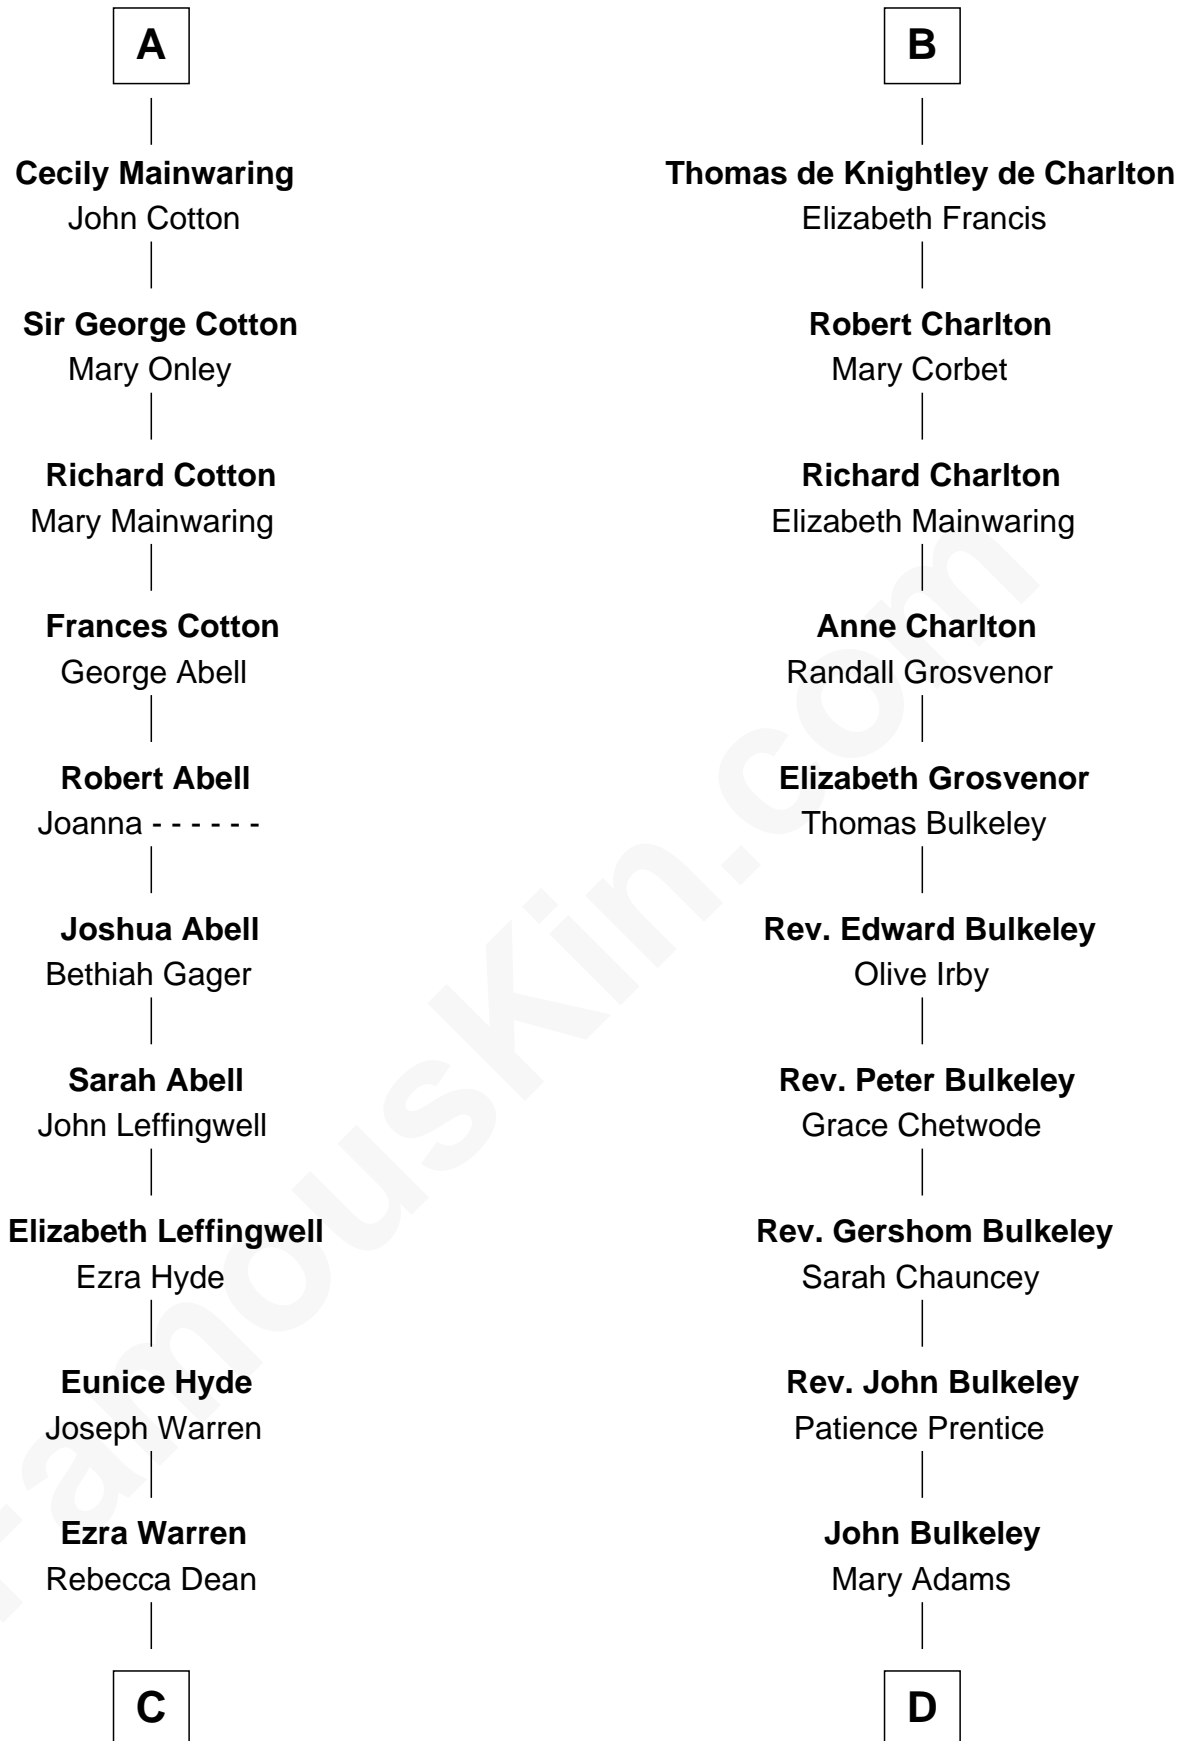 A
Cecily Mainwaring
John Cotton
Sir George Cotton
Mary Onley
Richard Cotton
Mary Mainwaring
Frances Cotton
George Abell
Robert Abell
Joanna - - - - - -
Joshua Abell
Bethiah Gager
Sarah Abell
John Leffingwell
Elizabeth Leffingwell
Ezra Hyde
Eunice Hyde
Joseph Warren
Ezra Warren
Rebecca Dean
C
B
Thomas de Knightley de Charlton
Elizabeth Francis
Robert Charlton
Mary Corbet
Richard Charlton
Elizabeth Mainwaring
Anne Charlton
Randall Grosvenor
Elizabeth Grosvenor
Thomas Bulkeley
Rev. Edward Bulkeley
Olive Irby
Rev. Peter Bulkeley
Grace Chetwode
Rev. Gershom Bulkeley
Sarah Chauncey
Rev. John Bulkeley
Patience Prentice
John Bulkeley
Mary Adams
D
FamousKin.com